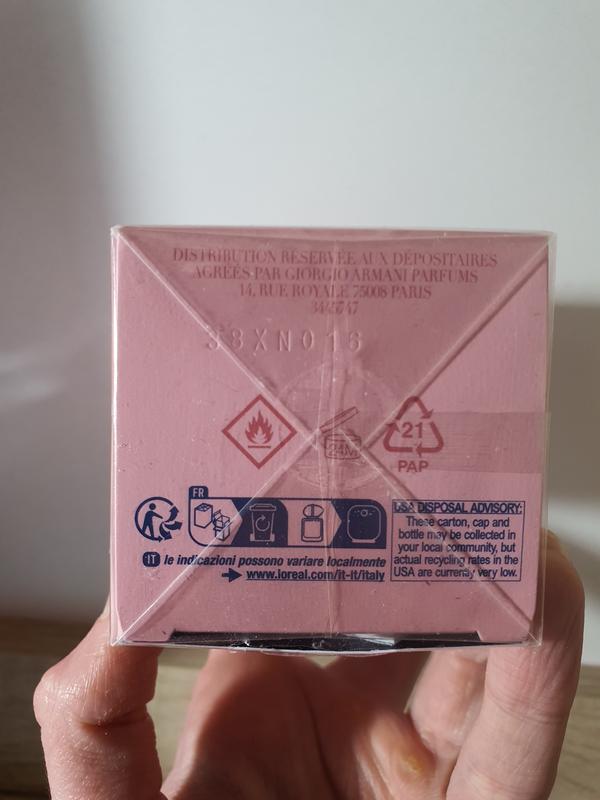 DISTRIBUTION RÉSERVÉE AUX DÉPOSITAIRES
AGRÉÉS PAR GIORGIO ARMANI PARFUMS
14, RUE ROYALE 75008 PARIS
38XN016
24M
21
PAP
FR
IT le indicazioni possono variare localmente
www.loreal.com/it-it/italy
USA DISPOSAL ADVISORY:
These carton, cap and
bottle may be collected in
your local community, but
actual recycling rates in the
USA are currently very low.